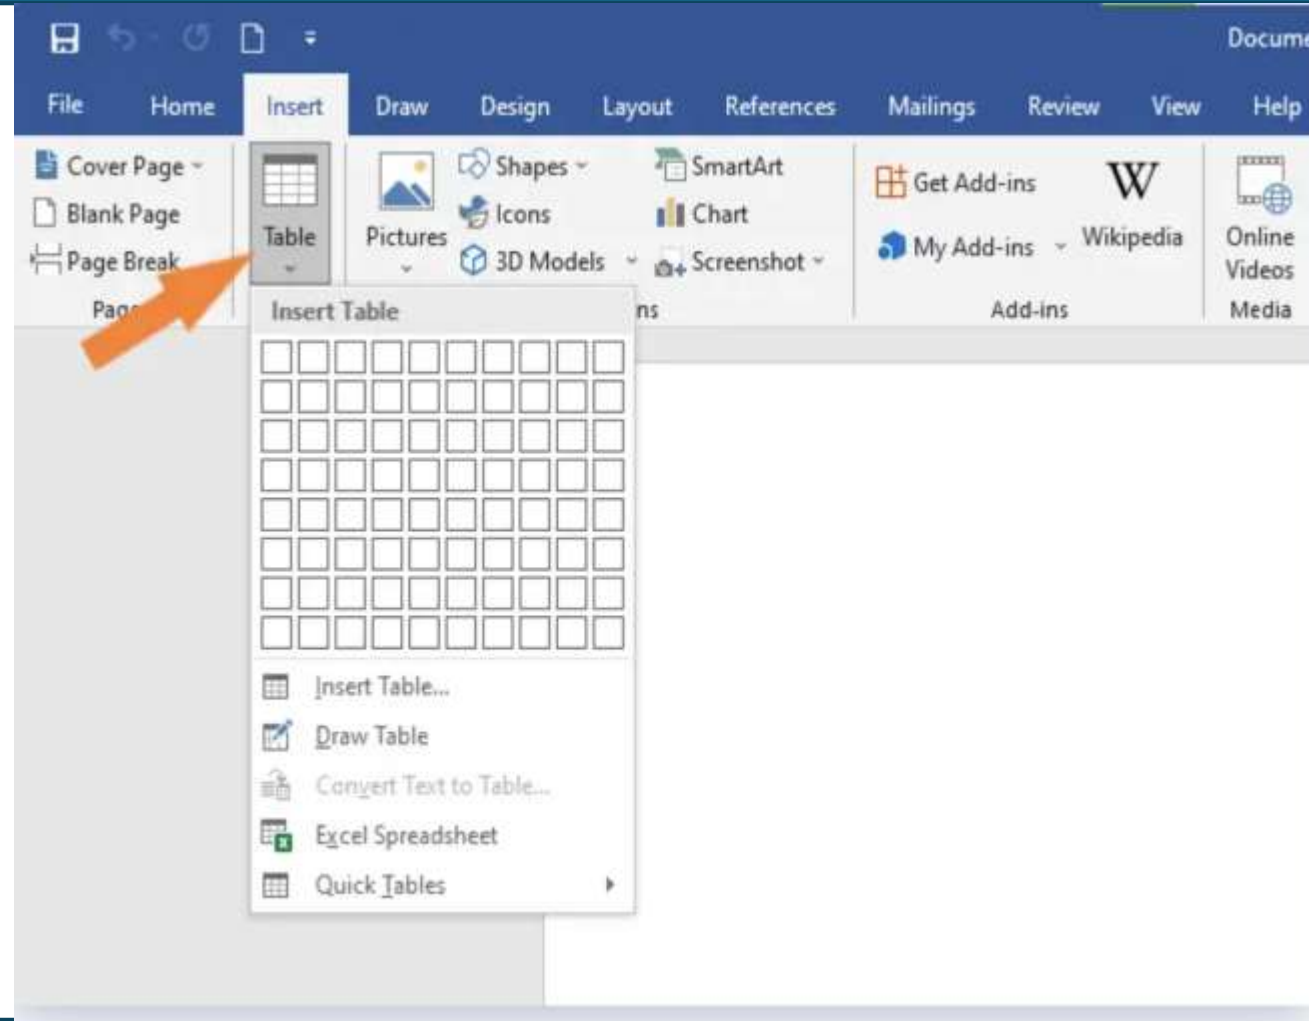 Docume
File Home Insert Draw Design Layout References Mailings Review View Help
Cover Page
Blank Page
Page Break
Table
Pictures
Shapes
Icons
3D Models
SmartArt
Chart
Screenshot
Get Add-ins
My Add-ins
W
Wikipedia
Online
Videos
Pag
ns
Add-ins
Media
Insert Table
Insert Table...
Draw Table
Convert Text to Table...
Excel Spreadsheet
Quick Tables